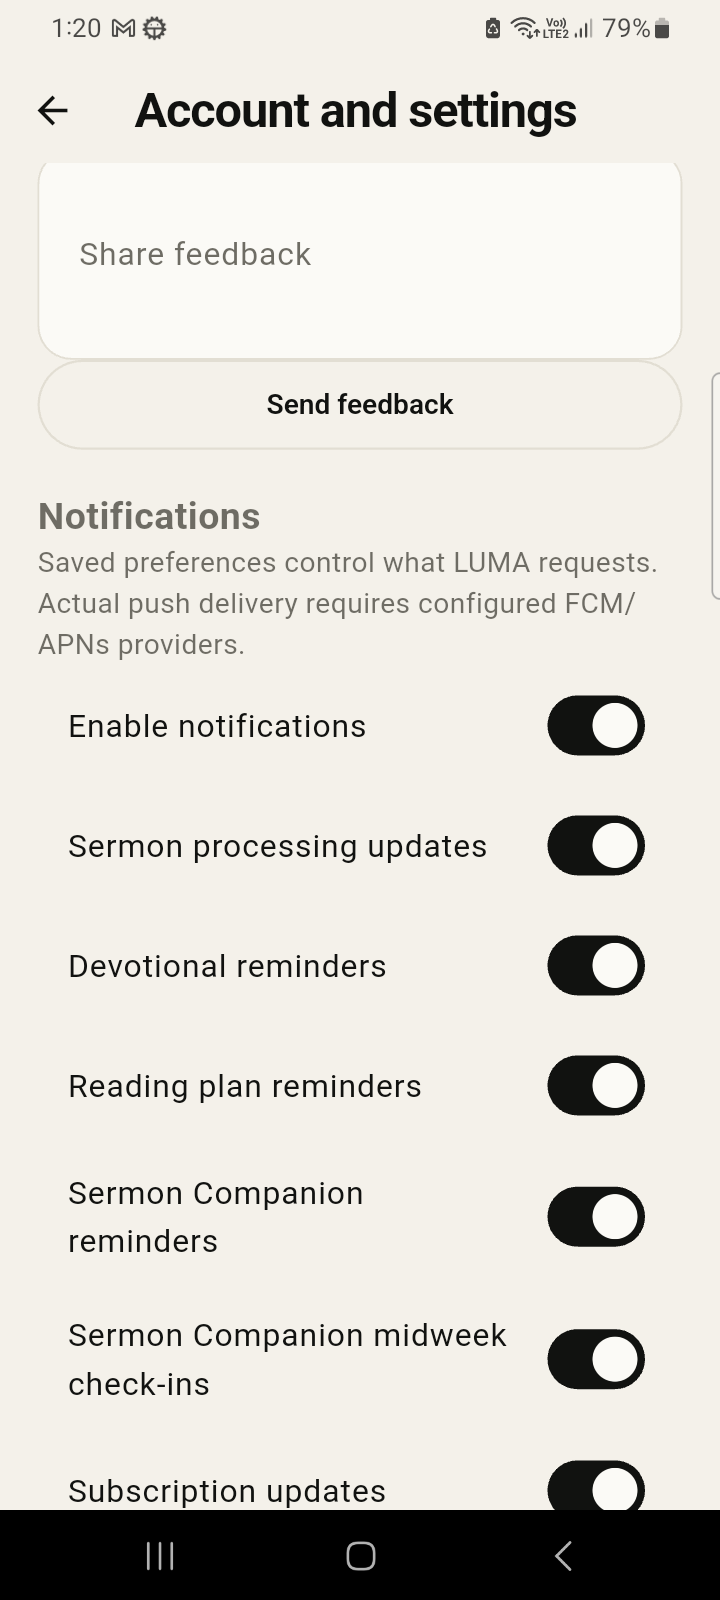 1:20
Vo)) LTE2 79%
Account and settings
Share feedback
Send feedback
Notifications
Saved preferences control what LUMA requests.
Actual push delivery requires configured FCM/
APNs providers.
Enable notifications
Sermon processing updates
Devotional reminders
Reading plan reminders
Sermon Companion
reminders
Sermon Companion midweek
check-ins
Subscription updates